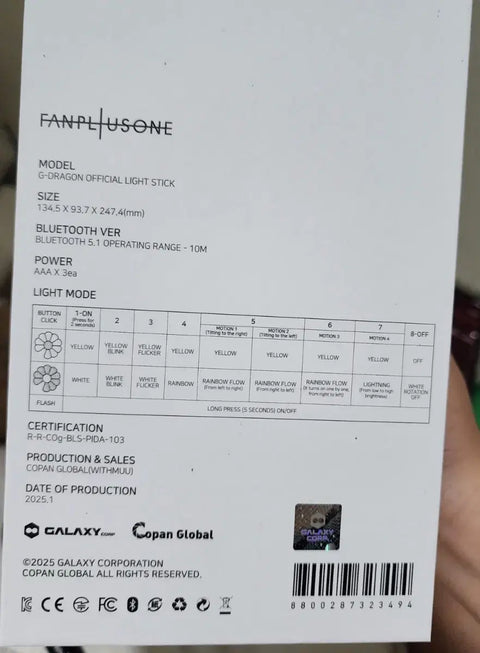 FANPLUSONE
MODEL
G-DRAGON OFFICIAL LIGHT STICK
SIZE
134.5 X 93.7 X 247.4(mm)
BLUETOOTH VER
BLUETOOTH 5.1 OPERATING RANGE - 10M
POWER
AAA X 3ea
LIGHT MODE
BUTTON CLICK 1-ON (Press for 2 seconds) 2 3 4 5 6 7 8-OFF
MOTION 1 (Tilting to the right) MOTION 2 (Tilting to the left) MOTION 3 MOTION 4
YELLOW YELLOW BLINK YELLOW FLICKER YELLOW YELLOW YELLOW YELLOW YELLOW OFF
WHITE WHITE BLINK WHITE FLICKER RAINBOW RAINBOW FLOW (From left to right) RAINBOW FLOW (From right to left) RAINBOW FLOW (It turns on one by one, from right to left) LIGHTNING (From low to high brightness) WHITE ROTATION OFF
FLASH LONG PRESS (5 SECONDS) ON/OFF
CERTIFICATION
R-R-C0g-BLS-PIDA-103
PRODUCTION & SALES
COPAN GLOBAL(WITHMUU)
DATE OF PRODUCTION
2025.1
GALAXY CORP Copan Global
GALAXY CORP
©2025 GALAXY CORPORATION
COPAN GLOBAL ALL RIGHTS RESERVED.
CE FC
8800287323494